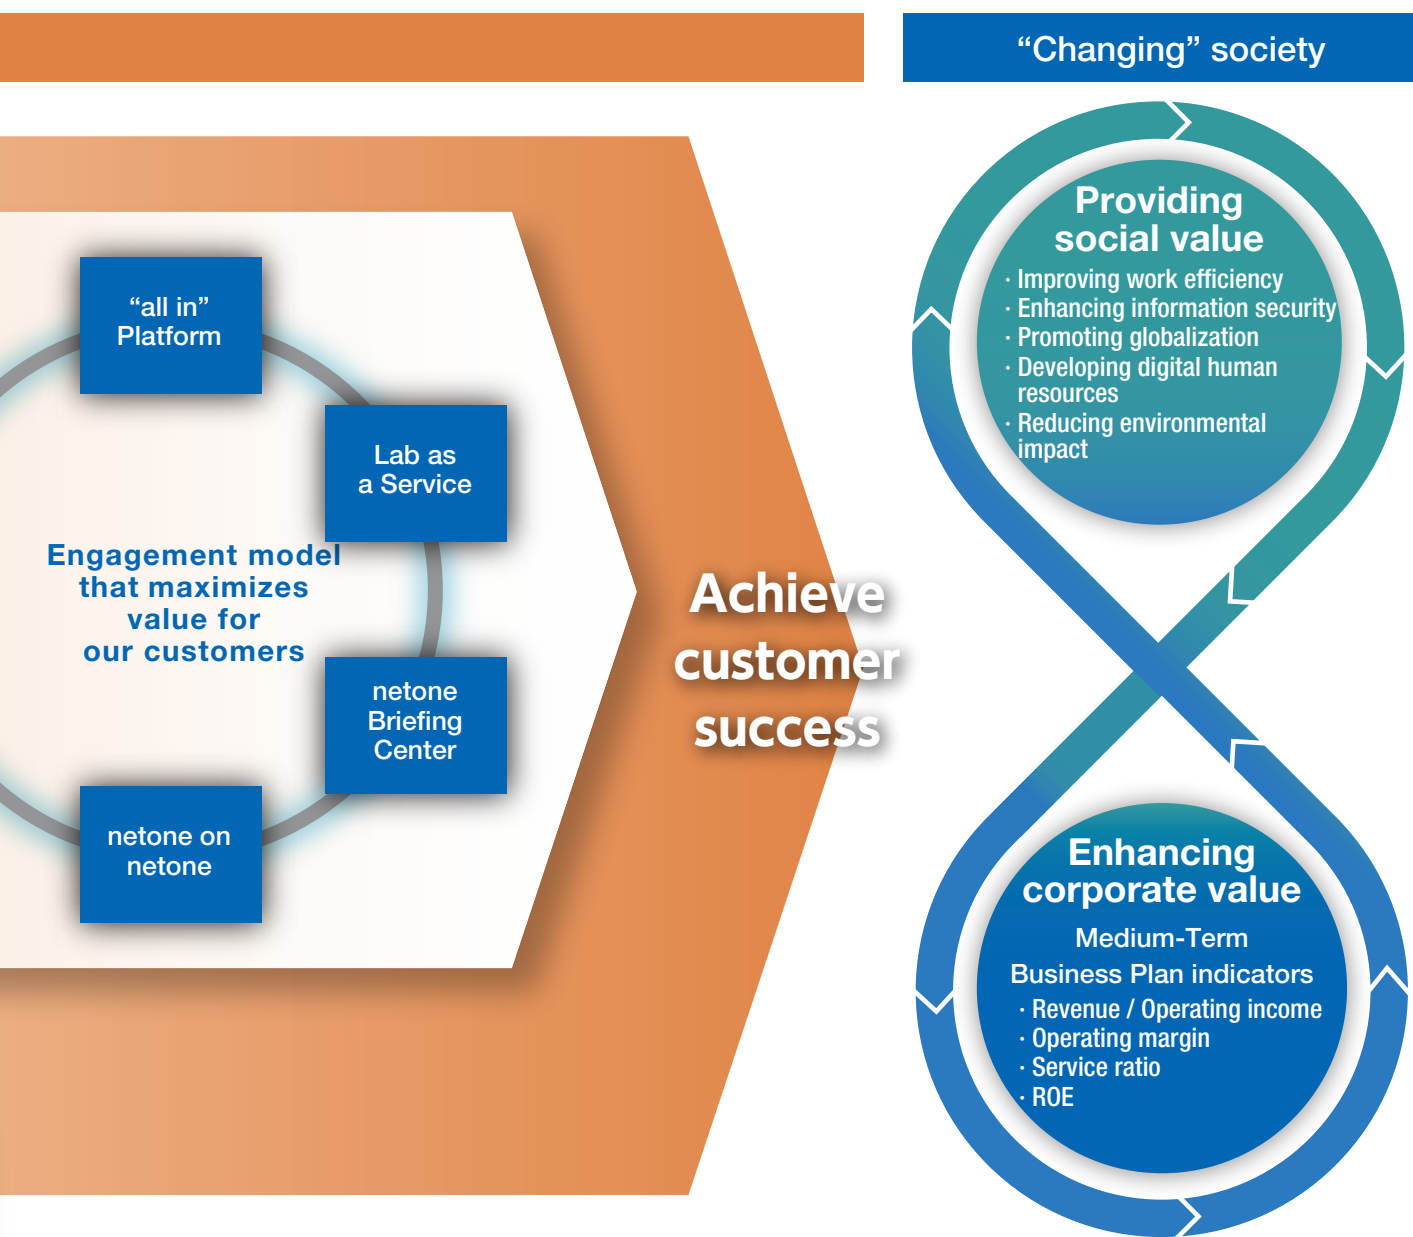 “Changing” society
“all in”
Platform
Lab as
a Service
Engagement model
that maximizes
value for
our customers
netone
Briefing
Center
netone on
netone
Achieve
customer
success
Providing
social value
· Improving work efficiency
· Enhancing information security
· Promoting globalization
· Developing digital human
resources
· Reducing environmental
impact
Enhancing
corporate value
Medium-Term
Business Plan indicators
· Revenue / Operating income
· Operating margin
· Service ratio
· ROE